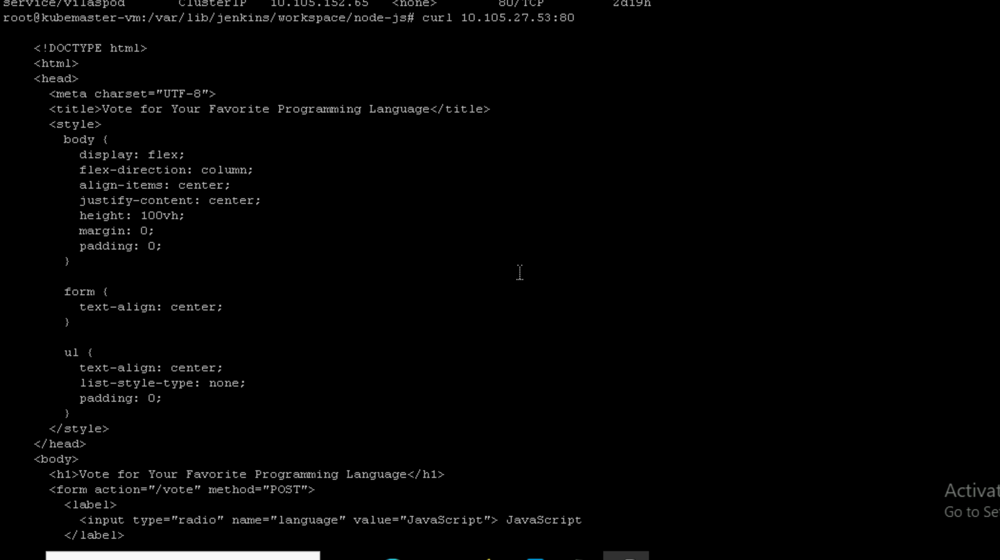 service/vilaspod       ClusterIP   10.105.152.65   <none>        80/TCP         2d19h
root@kubemaster-vm:/var/lib/jenkins/workspace/node-js# curl 10.105.27.53:80

    <!DOCTYPE html>
    <html>
    <head>
      <meta charset="UTF-8">
      <title>Vote for Your Favorite Programming Language</title>
      <style>
        body {
          display: flex;
          flex-direction: column;
          align-items: center;
          justify-content: center;
          height: 100vh;
          margin: 0;
          padding: 0;
        }

        form {
          text-align: center;
        }

        ul {
          text-align: center;
          list-style-type: none;
          padding: 0;
        }
      </style>
    </head>
    <body>
      <h1>Vote for Your Favorite Programming Language</h1>
      <form action="/vote" method="POST">
        <label>
          <input type="radio" name="language" value="JavaScript"> JavaScript
        </label>
Activat
Go to Se